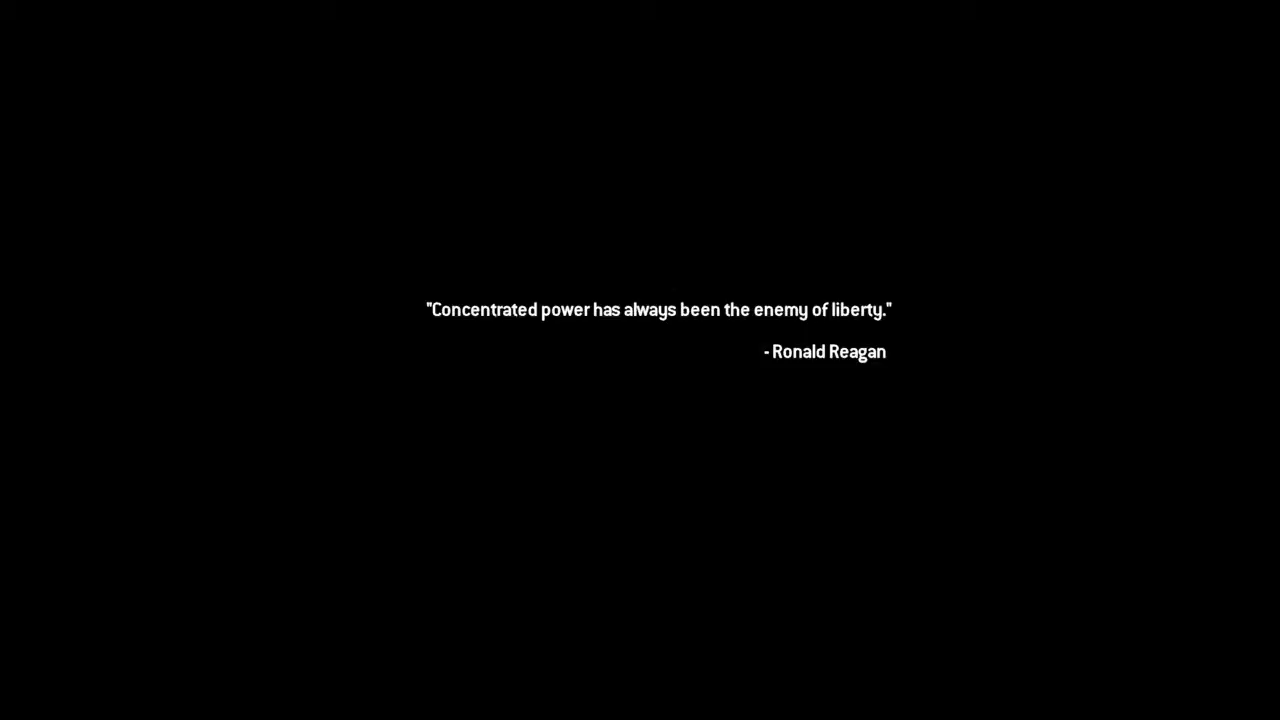 "Concentrated power has always been the enemy of liberty."
- Ronald Reagan